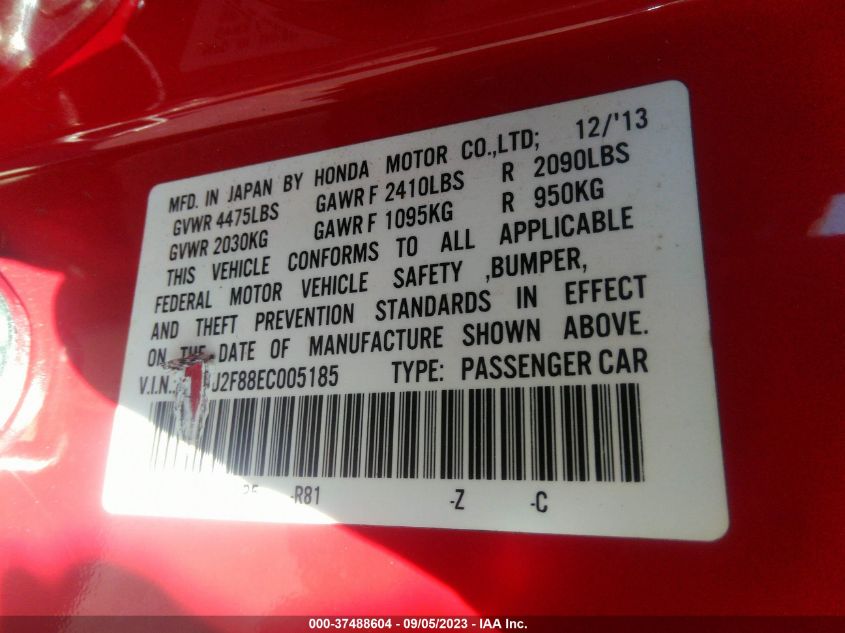 MFD. IN JAPAN BY HONDA MOTOR CO.,LTD; 12/'13
GVWR 4475LBS GAWR F 2410LBS R 2090LBS
GVWR 2030KG GAWR F 1095KG R 950KG
THIS VEHICLE CONFORMS TO ALL APPLICABLE
FEDERAL MOTOR VEHICLE SAFETY ,BUMPER,
AND THEFT PREVENTION STANDARDS IN EFFECT
ON THE DATE OF MANUFACTURE SHOWN ABOVE.
V.I.N.: J2F88EC005185 TYPE: PASSENGER CAR
-R81 -Z -C
000-37488604 - 09/05/2023 - IAA Inc.